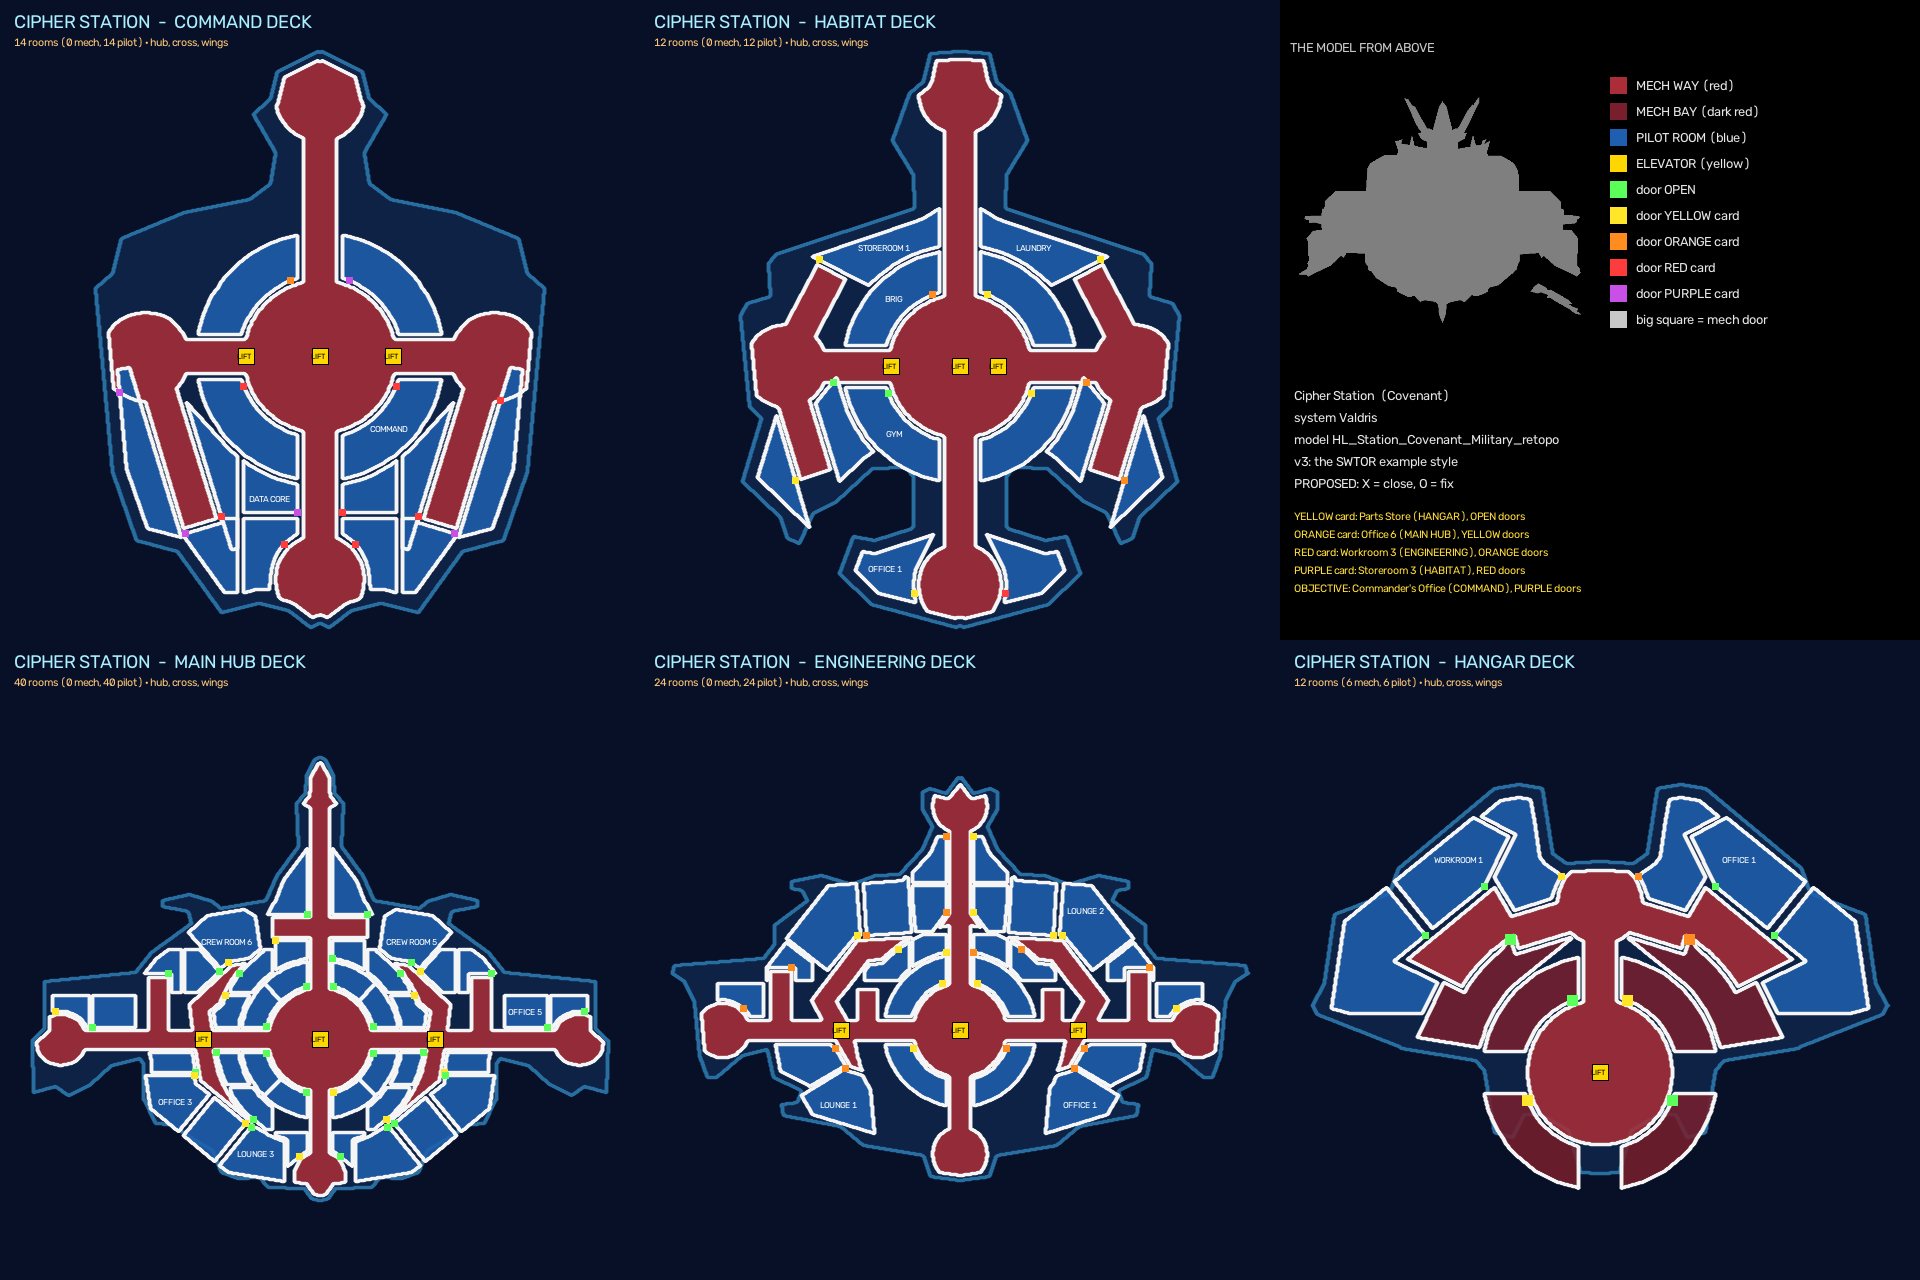 CIPHER STATION - COMMAND DECK
14 rooms (0 mech, 14 pilot) • hub, cross, wings
LIFT
LIFT
LIFT
COMMAND
DATA CORE
CIPHER STATION - HABITAT DECK
12 rooms (0 mech, 12 pilot) • hub, cross, wings
STOREROOM 1
LAUNDRY
BRIG
LIFT
LIFT
LIFT
GYM
OFFICE 1
THE MODEL FROM ABOVE
MECH WAY (red)
MECH BAY (dark red)
PILOT ROOM (blue)
ELEVATOR (yellow)
door OPEN
door YELLOW card
door ORANGE card
door RED card
door PURPLE card
big square = mech door
Cipher Station (Covenant)
system Valdris
model HL_Station_Covenant_Military_retopo
v3: the SWTOR example style
PROPOSED: X = close, O = fix
YELLOW card: Parts Store (HANGAR), OPEN doors
ORANGE card: Office 6 (MAIN HUB), YELLOW doors
RED card: Workroom 3 (ENGINEERING), ORANGE doors
PURPLE card: Storeroom 3 (HABITAT), RED doors
OBJECTIVE: Commander's Office (COMMAND), PURPLE doors
CIPHER STATION - MAIN HUB DECK
40 rooms (0 mech, 40 pilot) • hub, cross, wings
CREW ROOM 6
CREW ROOM 5
OFFICE 5
LIFT
LIFT
LIFT
OFFICE 3
LOUNGE 3
CIPHER STATION - ENGINEERING DECK
24 rooms (0 mech, 24 pilot) • hub, cross, wings
LOUNGE 2
LIFT
LIFT
LIFT
LOUNGE 1
OFFICE 1
CIPHER STATION - HANGAR DECK
12 rooms (6 mech, 6 pilot) • hub, cross, wings
WORKROOM 1
OFFICE 1
LIFT